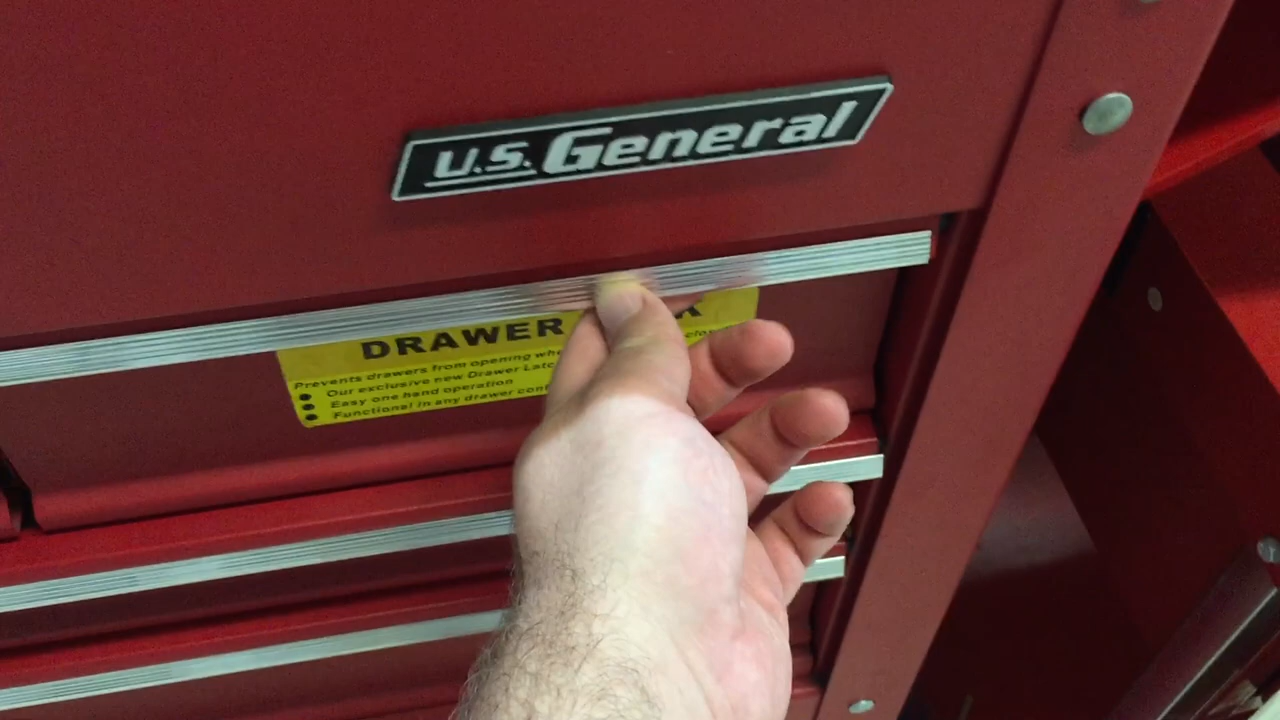 U.S. General
DRAWER
Prevents drawers from opening
Our exclusive new Drawer
Easy one hand operation
Functional in any drawer